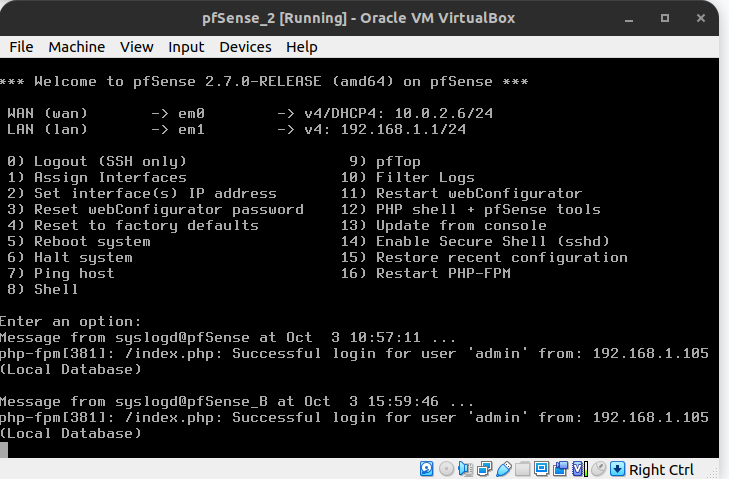 pfSense_2 [Running] - Oracle VM VirtualBox
File Machine View Input Devices Help
*** Welcome to pfSense 2.7.0-RELEASE (amd64) on pfSense ***
WAN (wan) -> em0 -> v4/DHCP4: 10.0.2.6/24
LAN (lan) -> em1 -> v4: 192.168.1.1/24
0) Logout (SSH only) 9) pfTop
1) Assign Interfaces 10) Filter Logs
2) Set interface(s) IP address 11) Restart webConfigurator
3) Reset webConfigurator password 12) PHP shell + pfSense tools
4) Reset to factory defaults 13) Update from console
5) Reboot system 14) Enable Secure Shell (sshd)
6) Halt system 15) Restore recent configuration
7) Ping host 16) Restart PHP-FPM
8) Shell
Enter an option:
Message from syslogd@pfSense at Oct 3 10:57:11 ...
php-fpm[381]: /index.php: Successful login for user 'admin' from: 192.168.1.105
(Local Database)
Message from syslogd@pfSense_B at Oct 3 15:59:46 ...
php-fpm[381]: /index.php: Successful login for user 'admin' from: 192.168.1.105
(Local Database)
Right Ctrl